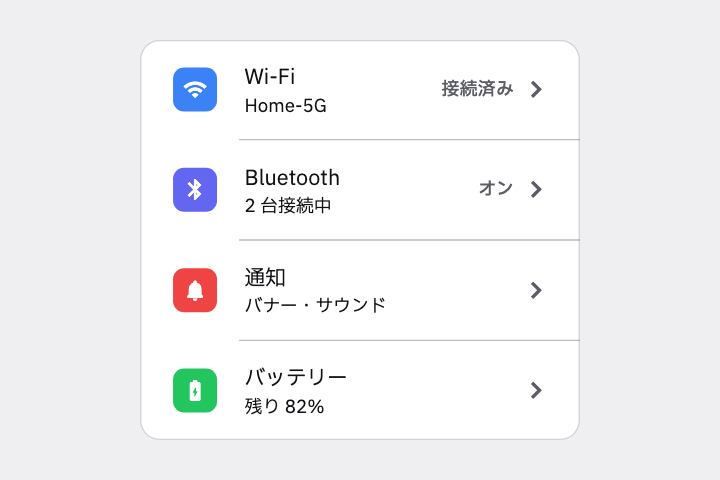 Wi-Fi
Home-5G
接続済み
Bluetooth
2 台接続中
オン
通知
バナー・サウンド
バッテリー
残り 82%